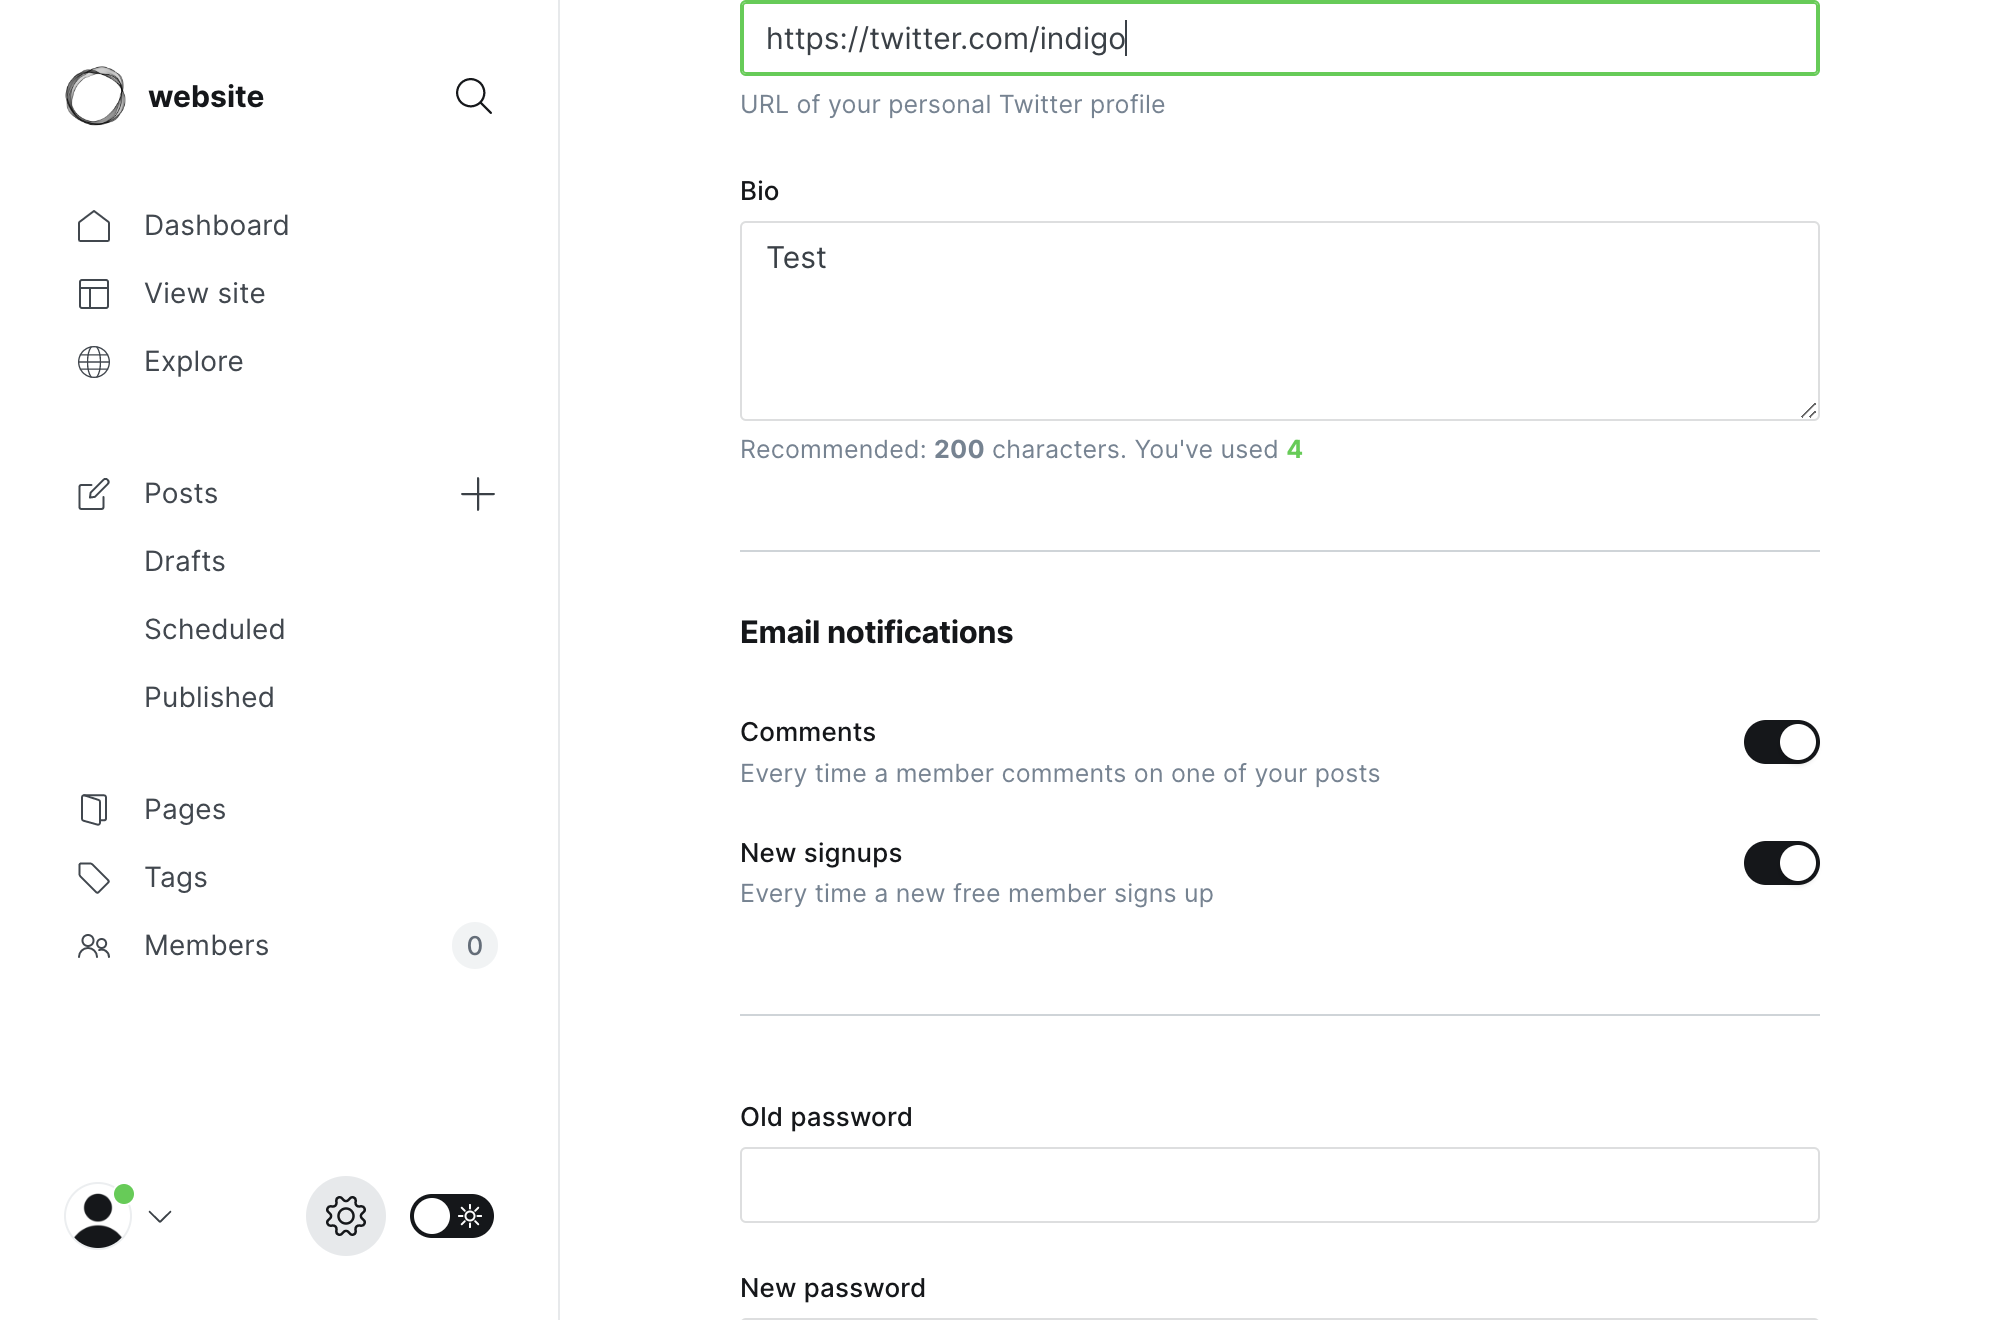 website
Dashboard
View site
Explore
Posts
Drafts
Scheduled
Published
Pages
Tags
Members 0
https://twitter.com/indigo
URL of your personal Twitter profile
Bio
Test
Recommended: 200 characters. You've used 4
Email notifications
Comments
Every time a member comments on one of your posts
New signups
Every time a new free member signs up
Old password
New password